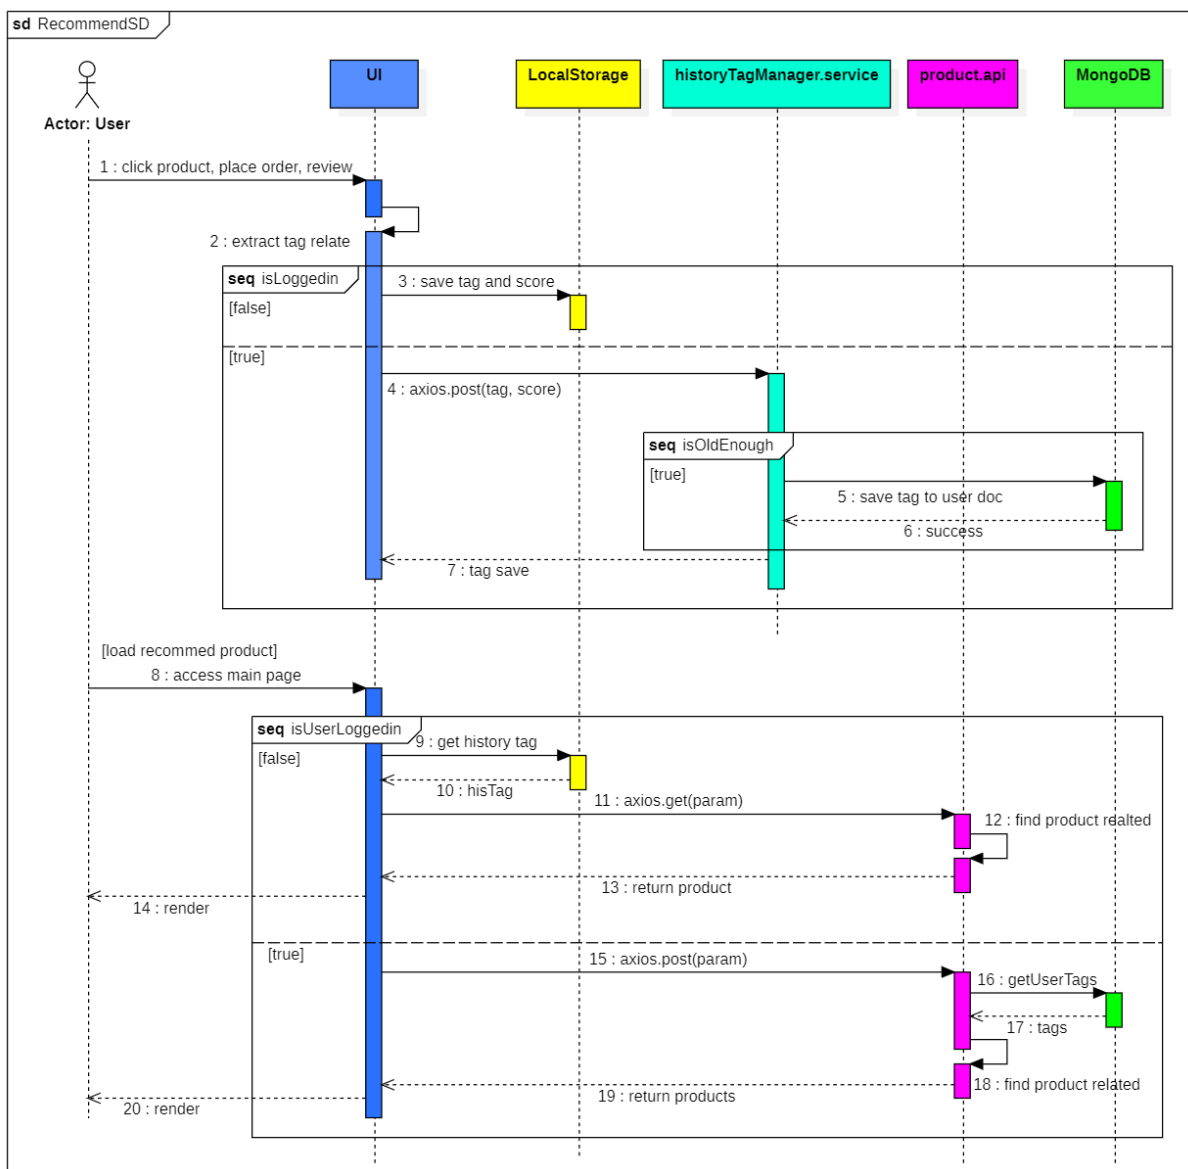 sd RecommendSD
UI
LocalStorage
historyTagManager.service
product.api
MongoDB
Actor: User
1 : click product, place order, review
2 : extract tag relate
seq isLoggedin
3 : save tag and score
[false]
[true]
4 : axios.post(tag, score)
seq isOldEnough
[true]
5 : save tag to user doc
6 : success
7 : tag save
[load recommed product]
8 : access main page
seq isUserLoggedin
9 : get history tag
[false]
10 : hisTag
11 : axios.get(param)
12 : find product realted
13 : return product
14 : render
[true]
15 : axios.post(param)
16 : getUserTags
17 : tags
18 : find product related
19 : return products
20 : render